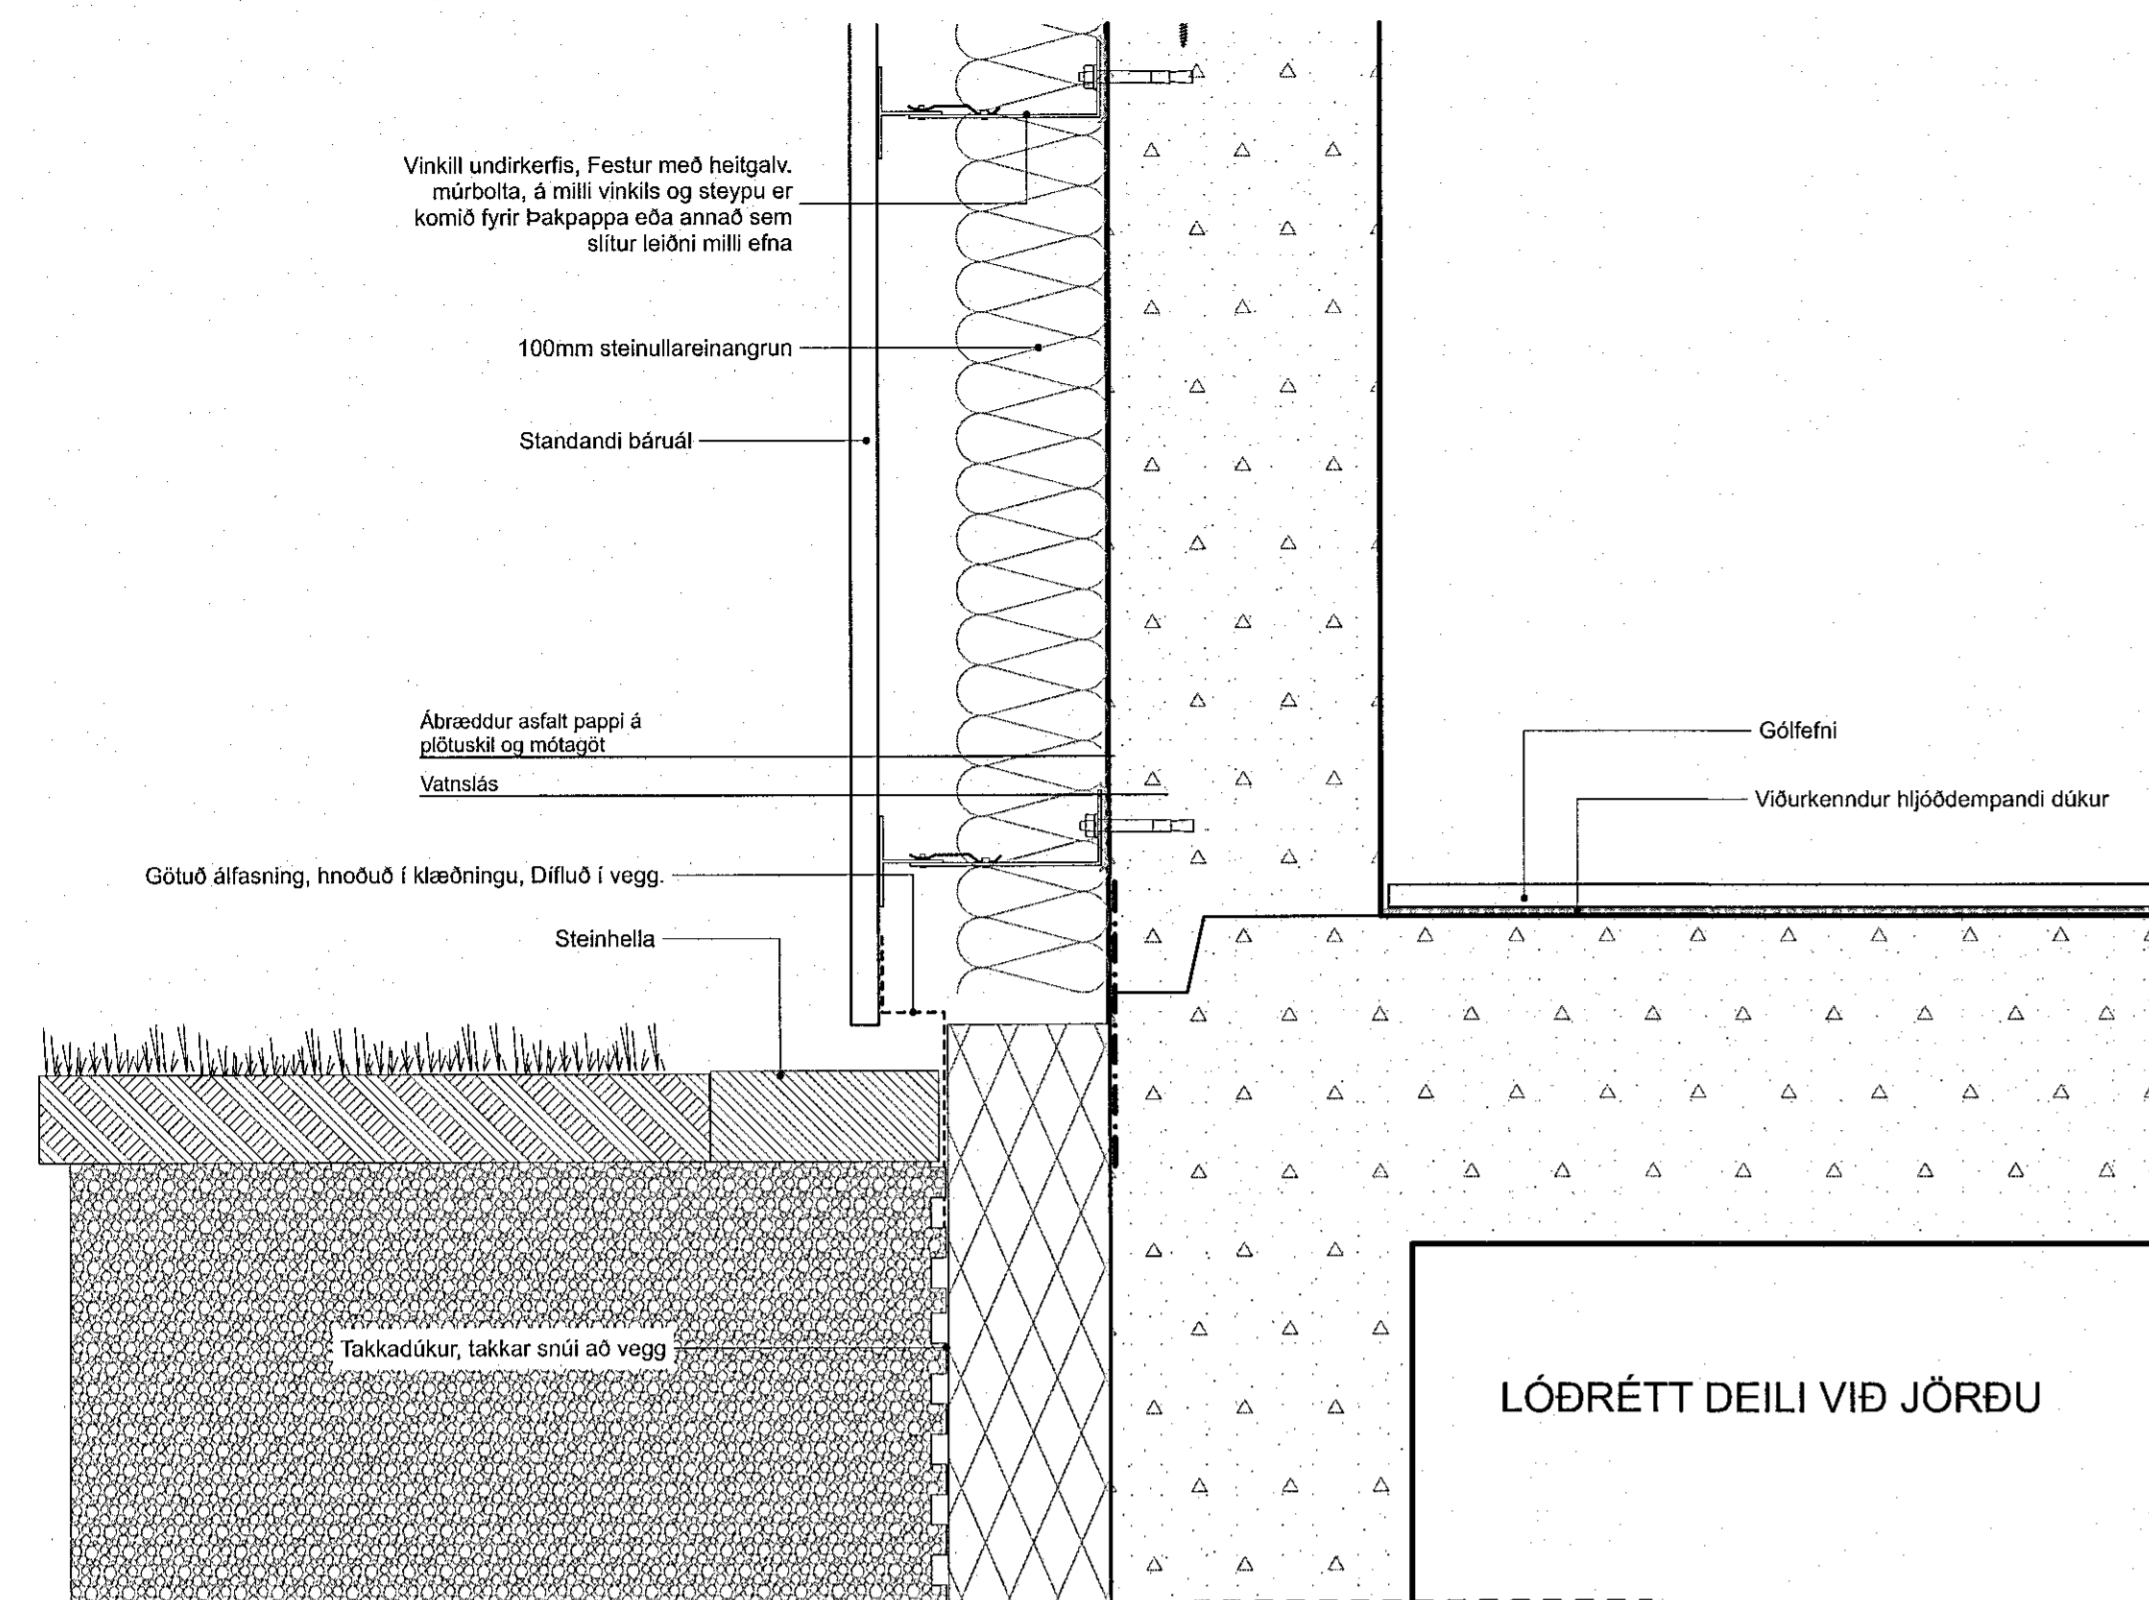 Vinkill undirkerfis, Festur með heitgalv.
múrbolta, á milli vinkils og steypu er
komið fyrir Þakpappa eða annað sem
slítur leiðni milli efna
100mm steinullareinangrun
Standandi báruál
Ábræddur asfalt pappi á
plötuskil og mótagöt
Vatnslás
Gólfefni
Viðurkenndur hljóðdempandi dúkur
Götuð álfasning, hnoðuð í klæðningu, Dífluð í vegg.
Steinhella
Takkadúkur, takkar snúi að vegg
LÓÐRÉTT DEILI VIÐ JÖRÐU